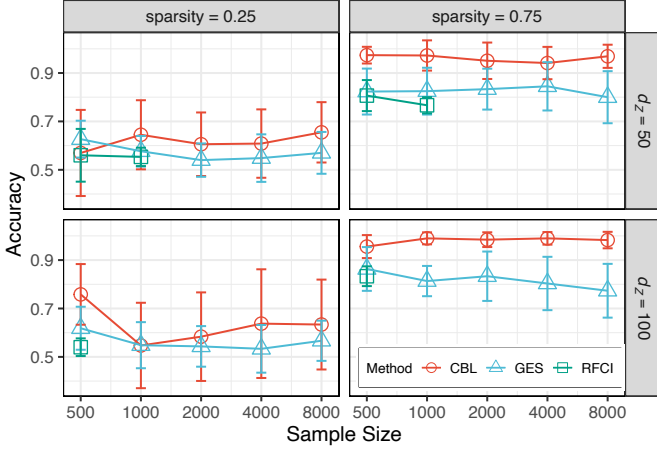 sparsity = 0.25
sparsity = 0.75
0.9
0.7
0.5
d_Z = 50
Accuracy
0.9
0.7
0.5
d_Z = 100
Method CBL GES RFCI
500 1000 2000 4000 8000
500 1000 2000 4000 8000
Sample Size